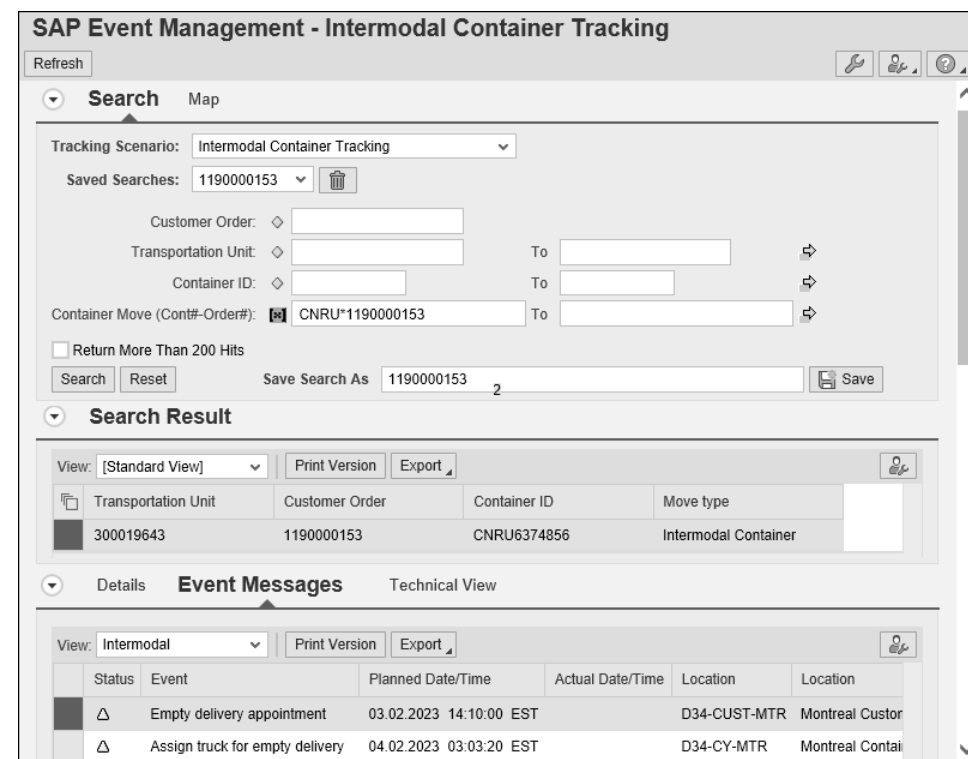 SAP Event Management - Intermodal Container Tracking
Refresh
Search Map
Tracking Scenario: Intermodal Container Tracking
Saved Searches: 1190000153
Customer Order:
Transportation Unit: To
Container ID: To
Container Move (Cont#-Order#): CNRU*1190000153 To
Return More Than 200 Hits
Search Reset Save Search As 1190000153 2 Save
Search Result
View: [Standard View] Print Version Export
Transportation Unit Customer Order Container ID Move type
300019643 1190000153 CNRU6374856 Intermodal Container
Details Event Messages Technical View
View: Intermodal Print Version Export
Status Event Planned Date/Time Actual Date/Time Location Location
Empty delivery appointment 03.02.2023 14:10:00 EST D34-CUST-MTR Montreal Custor
Assign truck for empty delivery 04.02.2023 03:03:20 EST D34-CY-MTR Montreal Contai